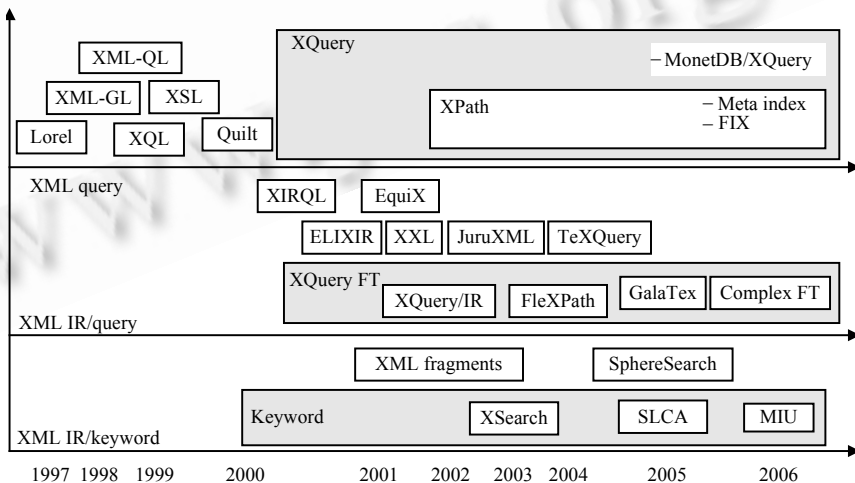 XQuery
XML-QL
– MonetDB/XQuery
XML-GL
XSL
XPath
– Meta index
– FIX
Lorel
XQL
Quilt
XML query
XIRQL
EquiX
ELIXIR
XXL
JuruXML
TeXQuery
XQuery FT
XQuery/IR
FleXPath
GalaTex
Complex FT
XML IR/query
XML fragments
SphereSearch
Keyword
XSearch
SLCA
MIU
XML IR/keyword
1997 1998 1999 2000 2001 2002 2003 2004 2005 2006